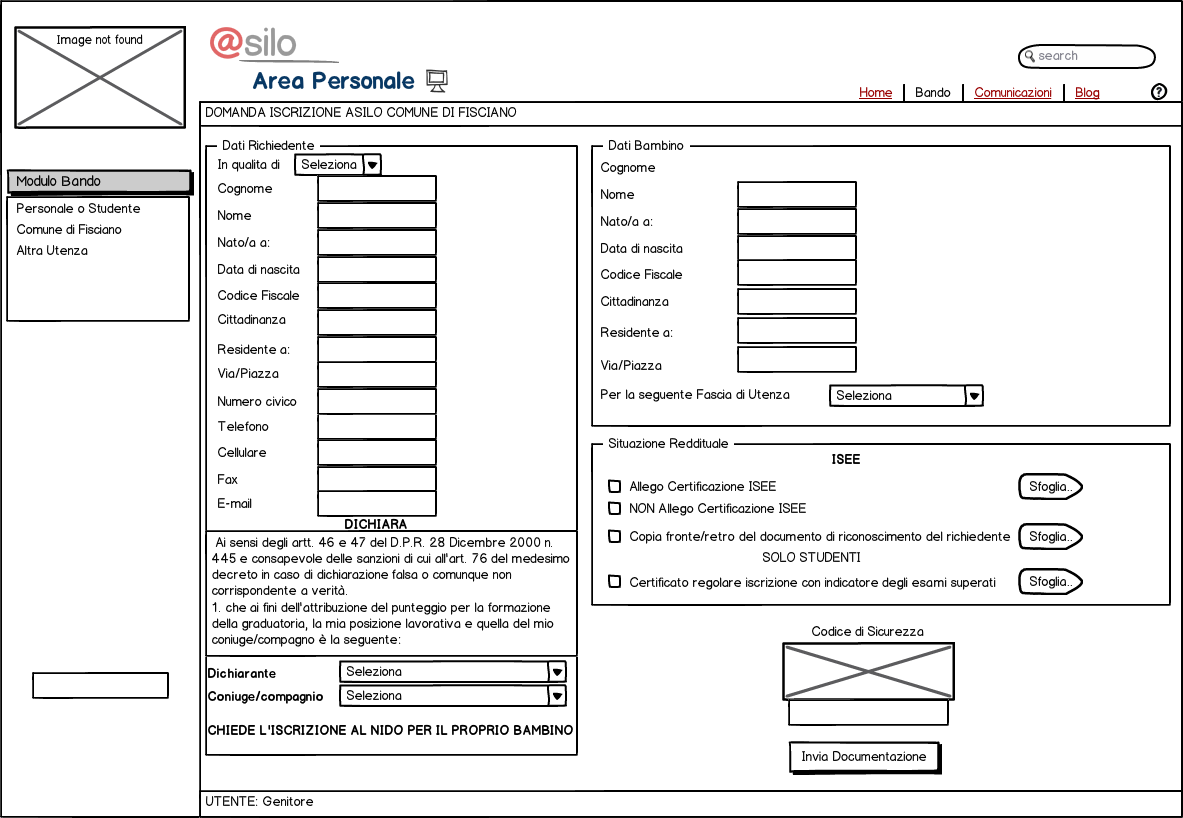 Image not found
@silo
Area Personale
search
Home
Bando
Comunicazioni
Blog
?
DOMANDA ISCRIZIONE ASILO COMUNE DI FISCIANO
Modulo Bando
Personale o Studente
Comune di Fisciano
Altra Utenza
Dati Richiedente
In qualita di
Seleziona
Cognome
Nome
Nato/a a:
Data di nascita
Codice Fiscale
Cittadinanza
Residente a:
Via/Piazza
Numero civico
Telefono
Cellulare
Fax
E-mail
DICHIARA
Ai sensi degli artt. 46 e 47 del D.P.R. 28 Dicembre 2000 n.
445 e consapevole delle sanzioni di cui all'art. 76 del medesimo
decreto in caso di dichiarazione falsa o comunque non
corrispondente a verità.
1. che ai fini dell'attribuzione del punteggio per la formazione
della graduatoria, la mia posizione lavorativa e quella del mio
coniuge/compagno è la seguente:
Dichiarante
Seleziona
Coniuge/compagnio
Seleziona
CHIEDE L'ISCRIZIONE AL NIDO PER IL PROPRIO BAMBINO
Dati Bambino
Cognome
Nome
Nato/a a:
Data di nascita
Codice Fiscale
Cittadinanza
Residente a:
Via/Piazza
Per la seguente Fascia di Utenza
Seleziona
Situazione Reddituale
ISEE
Allego Certificazione ISEE
Sfoglia..
NON Allego Certificazione ISEE
Copia fronte/retro del documento di riconoscimento del richiedente
Sfoglia..
SOLO STUDENTI
Certificato regolare iscrizione con indicatore degli esami superati
Sfoglia..
Codice di Sicurezza
Invia Documentazione
UTENTE: Genitore